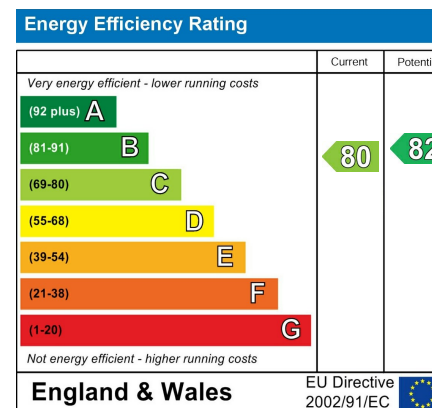 Energy Efficiency Rating
Current Potenti
Very energy efficient - lower running costs
(92 plus) A
(81-91) B
(69-80) C
(55-68) D
(39-54) E
(21-38) F
(1-20) G
80
82
Not energy efficient - higher running costs
England & Wales
EU Directive
2002/91/EC